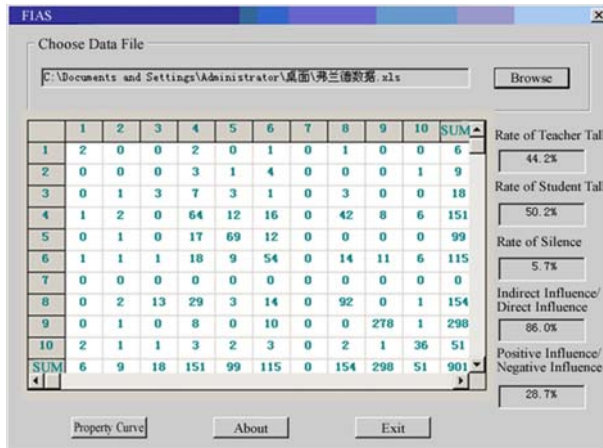 FIAS
Choose Data File
C:\Documents and Settings\Administrator\桌面\弗兰德数据.xls
Browse
1 2 3 4 5 6 7 8 9 10 SUM
1 2 0 0 2 0 1 0 1 0 0 6
2 0 0 0 3 1 4 0 0 0 1 9
3 0 1 3 7 3 1 0 3 0 0 18
4 1 2 0 64 12 16 0 42 8 6 151
5 0 1 0 17 69 12 0 0 0 0 99
6 1 1 1 18 9 54 0 14 11 6 115
7 0 0 0 0 0 0 0 0 0 0 0
8 0 2 13 29 3 14 0 92 0 1 154
9 0 1 0 8 0 10 0 0 278 1 298
10 2 1 1 3 2 3 0 2 1 36 51
SUM 6 9 18 151 99 115 0 154 298 51 901
Rate of Teacher Tal
44.2%
Rate of Student Talk
50.2%
Rate of Silence
5.7%
Indirect Influence/
Direct Influence
86.0%
Positive Influence/
Negative Influence
28.7%
Property Curve
About
Exit